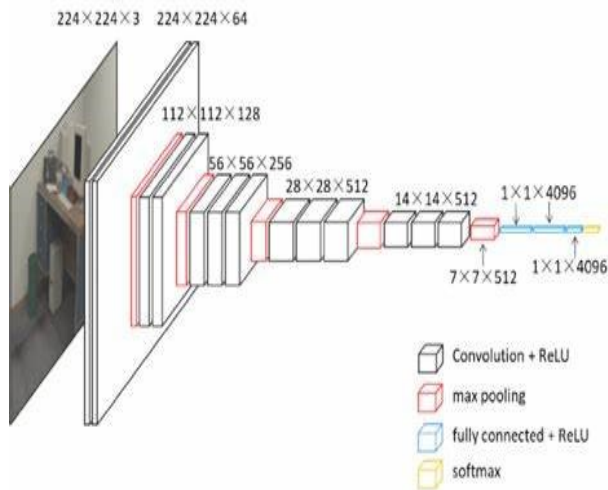 224×224×3
224×224×64
112×112×128
56×56×256
28×28×512
14×14×512
1×1×4096
7×7×512
1×1×4096
Convolution + ReLU
max pooling
fully connected + ReLU
softmax